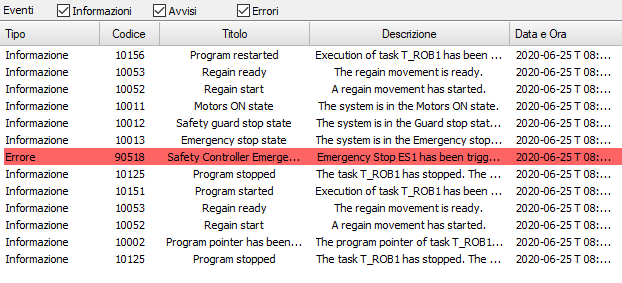 Eventi Informazioni Avvisi Errori
Tipo Codice Titolo Descrizione Data e Ora
Informazione 10156 Program restarted Execution of task T_ROB1 has been ... 2020-06-25 T 08:...
Informazione 10053 Regain ready The regain movement is ready. 2020-06-25 T 08:...
Informazione 10052 Regain start A regain movement has started. 2020-06-25 T 08:...
Informazione 10011 Motors ON state The system is in the Motors ON state. 2020-06-25 T 08:...
Informazione 10012 Safety guard stop state The system is in the Guard stop stat... 2020-06-25 T 08:...
Informazione 10013 Emergency stop state The system is in the Emergency stop... 2020-06-25 T 08:...
Errore 90518 Safety Controller Emerge... Emergency Stop ES1 has been trigg... 2020-06-25 T 08:...
Informazione 10125 Program stopped The task T_ROB1 has stopped. The ... 2020-06-25 T 08:...
Informazione 10151 Program started Execution of task T_ROB1 has been ... 2020-06-25 T 08:...
Informazione 10053 Regain ready The regain movement is ready. 2020-06-25 T 08:...
Informazione 10052 Regain start A regain movement has started. 2020-06-25 T 08:...
Informazione 10002 Program pointer has been... The program pointer of task T_ROB1... 2020-06-25 T 08:...
Informazione 10125 Program stopped The task T_ROB1 has stopped. The ... 2020-06-25 T 08:...